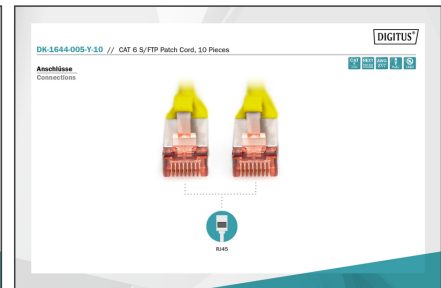 DIGITUS®
DK-1644-005-Y-10 // CAT 6 S/FTP Patch Cord, 10 Pieces
Anschlüsse
Connections
RJ45